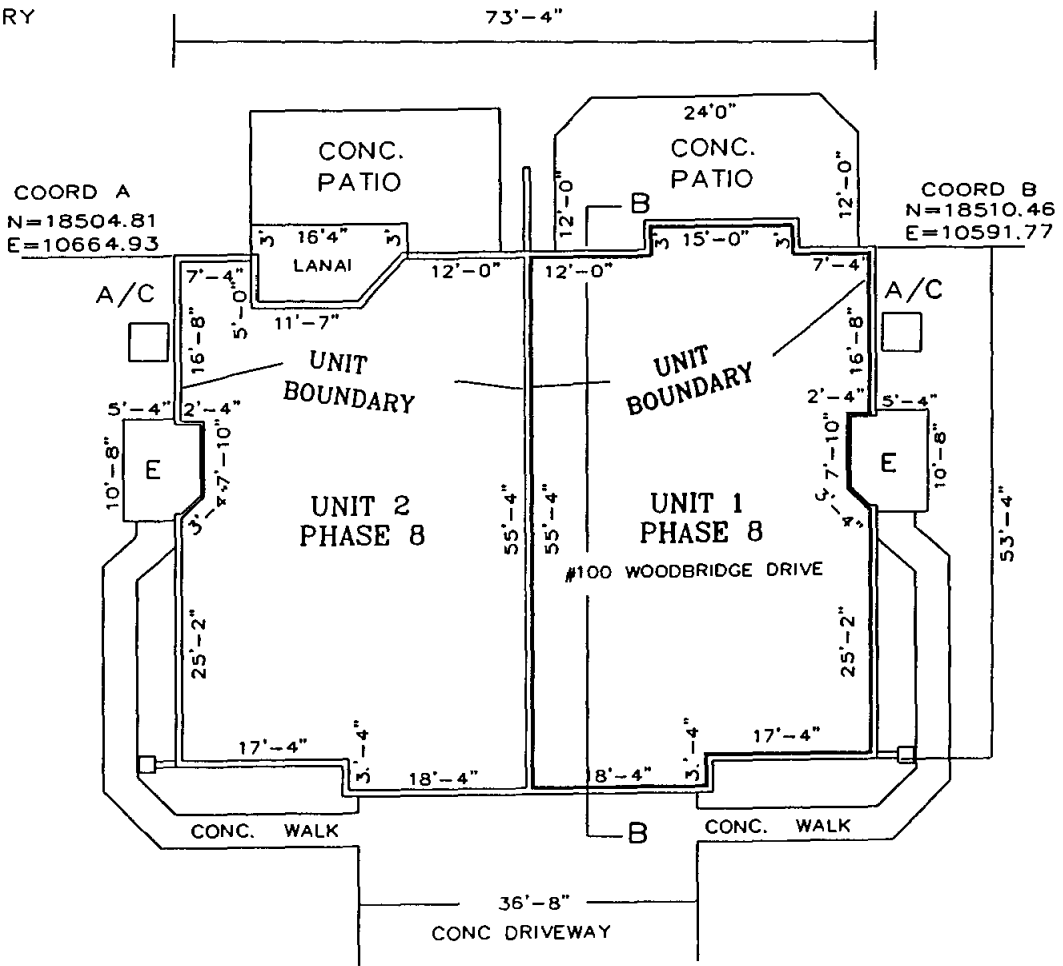 RY
73'-4"
24'0"
CONC.
PATIO
CONC.
PATIO
12'-0"
12'-0"
COORD A
N=18504.81
E=10664.93
COORD B
N=18510.46
E=10591.77
B
3'
16'4"
3'
LANAI
3'
15'-0"
3'
7'-4"
12'-0"
12'-0"
7'-4"
A/C
A/C
5'-0"
11'-7"
16'-8"
16'-8"
UNIT
BOUNDARY
UNIT
BOUNDARY
5'-4"
2'-4"
2'-4"
5'-4"
10'-8"
E
7'-10"
7'-10"
E
10'-8"
3'-4"
3'-4"
UNIT 2
PHASE 8
55'-4"
55'-4"
UNIT 1
PHASE 8
#100 WOODBRIDGE DRIVE
53'-4"
25'-2"
25'-2"
17'-4"
3'-4"
18'-4"
8'-4"
3'-4"
17'-4"
CONC. WALK
B
CONC. WALK
36'-8"
CONC DRIVEWAY